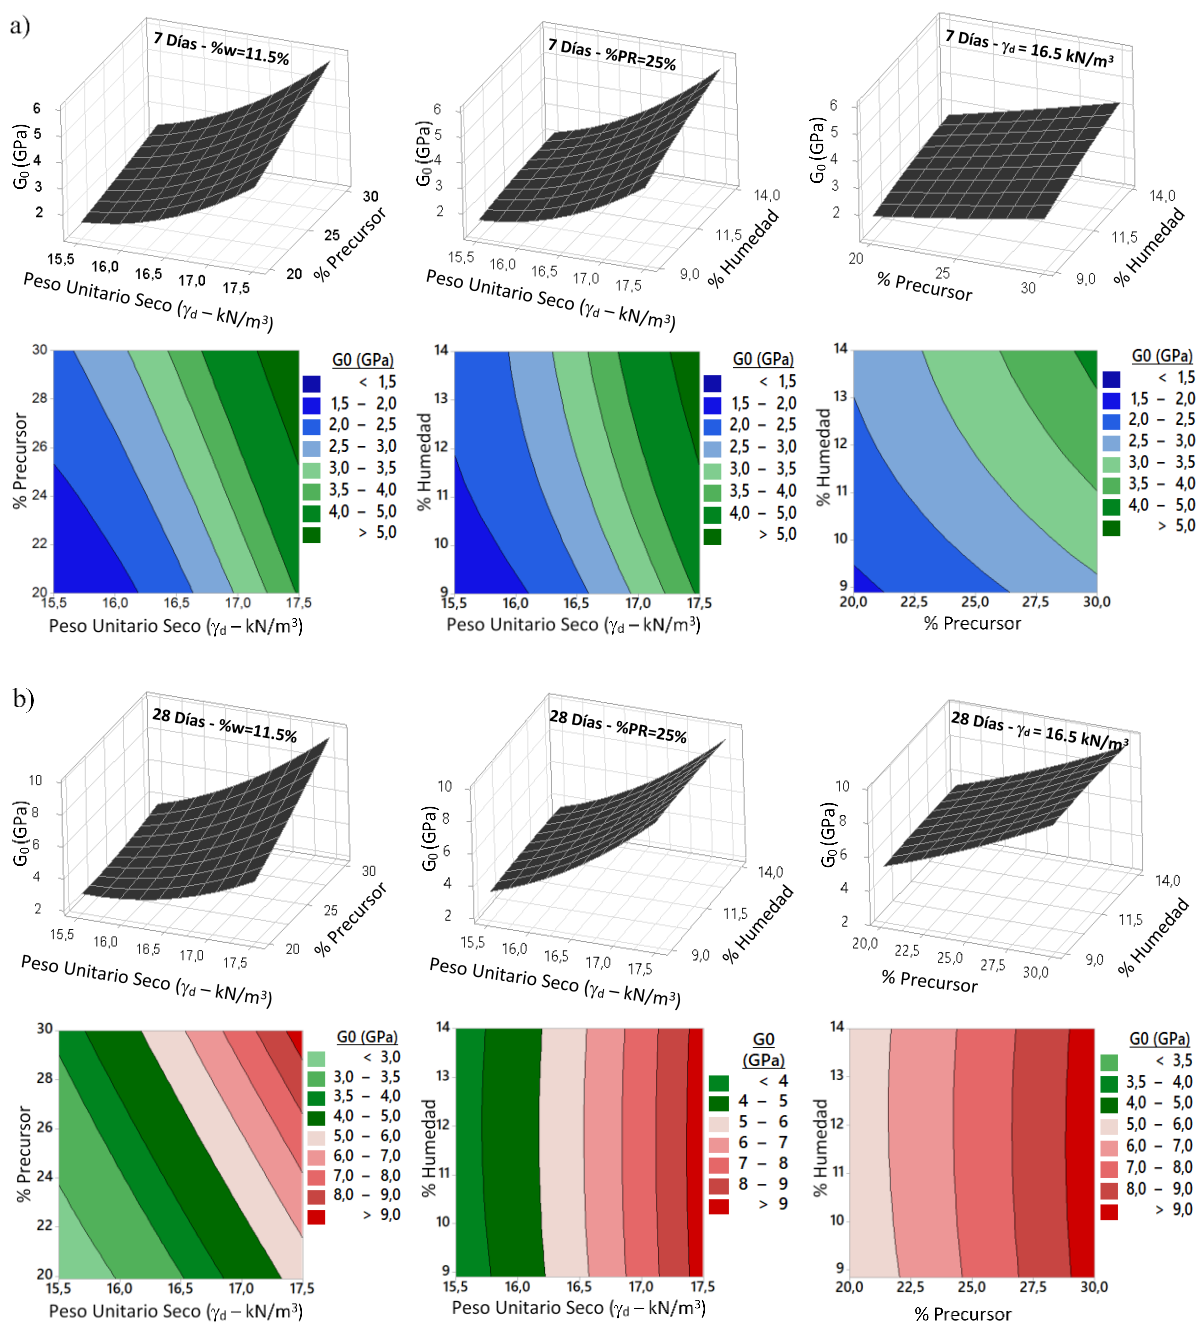 a)
7 Días - %w=11.5%
6
5
4
3
2
G₀ (GPa)
15,5
16,0
16,5
17,0
17,5
Peso Unitario Seco (γd – kN/m³)
20
25
30
% Precursor
7 Días - %PR=25%
6
5
4
3
2
G₀ (GPa)
15,5
16.0
16,5
17,0
17,5
Peso Unitario Seco (γd – kN/m³)
9,0
11,5
14,0
% Humedad
7 Días - γd = 16.5 kN/m³
6
5
4
3
2
G₀ (GPa)
20
25
30
% Precursor
9,0
11,5
14,0
% Humedad
30
28
26
24
22
20
% Precursor
15,5
16,0
16,5
17,0
17,5
Peso Unitario Seco (γd – kN/m³)
G0 (GPa)
< 1,5
1,5 – 2,0
2,0 – 2,5
2,5 – 3,0
3,0 – 3,5
3,5 – 4,0
4,0 – 5,0
> 5,0
14
13
12
11
10
9
% Humedad
15,5
16,0
16,5
17,0
17,5
Peso Unitario Seco (γd – kN/m³)
G0 (GPa)
< 1,5
1,5 – 2,0
2,0 – 2,5
2,5 – 3,0
3,0 – 3,5
3,5 – 4,0
4,0 – 5,0
> 5,0
14
13
12
11
10
9
% Humedad
20,0
22,5
25,0
27,5
30,0
% Precursor
G0 (GPa)
< 1,5
1,5 – 2,0
2,0 – 2,5
2,5 – 3,0
3,0 – 3,5
3,5 – 4,0
4,0 – 5,0
> 5,0
b)
28 Días - %w=11.5%
10
8
6
4
2
G₀ (GPa)
15,5
16,0
16,5
17,0
17,5
Peso Unitario Seco (γd – kN/m³)
20
25
30
% Precursor
28 Días - %PR=25%
10
8
6
4
2
G₀ (GPa)
15,5
16,0
16,5
17,0
17,5
Peso Unitario Seco (γd – kN/m³)
9,0
11,5
14,0
% Humedad
28 Días - γd = 16.5 kN/m³
10
8
6
4
2
G₀ (GPa)
20,0
22,5
25,0
27,5
30,0
% Precursor
9,0
11,5
14,0
% Humedad
30
28
26
24
22
20
% Precursor
15,5
16,0
16,5
17,0
17,5
Peso Unitario Seco (γd – kN/m³)
G0 (GPa)
< 3,0
3,0 – 3,5
3,5 – 4,0
4,0 – 5,0
5,0 – 6,0
6,0 – 7,0
7,0 – 8,0
8,0 – 9,0
> 9,0
14
13
12
11
10
9
% Humedad
15,5
16,0
16,5
17,0
17,5
Peso Unitario Seco (γd – kN/m³)
G0
(GPa)
< 4
4 – 5
5 – 6
6 – 7
7 – 8
8 – 9
> 9
14
13
12
11
10
9
% Humedad
20,0
22,5
25,0
27,5
30,0
% Precursor
G0 (GPa)
< 3,5
3,5 – 4,0
4,0 – 5,0
5,0 – 6,0
6,0 – 7,0
7,0 – 8,0
8,0 – 9,0
> 9,0